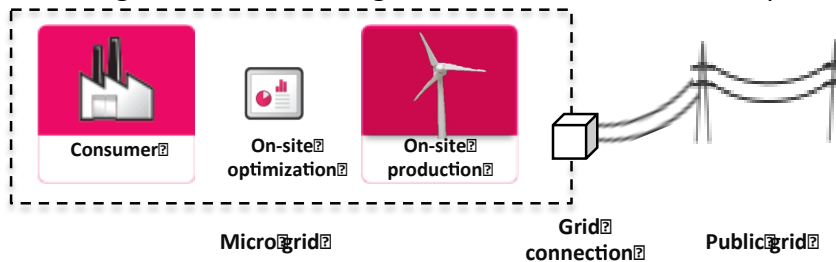 Consumer
On-site
optimization
On-site
production
Micro grid
Grid
connection
Public grid